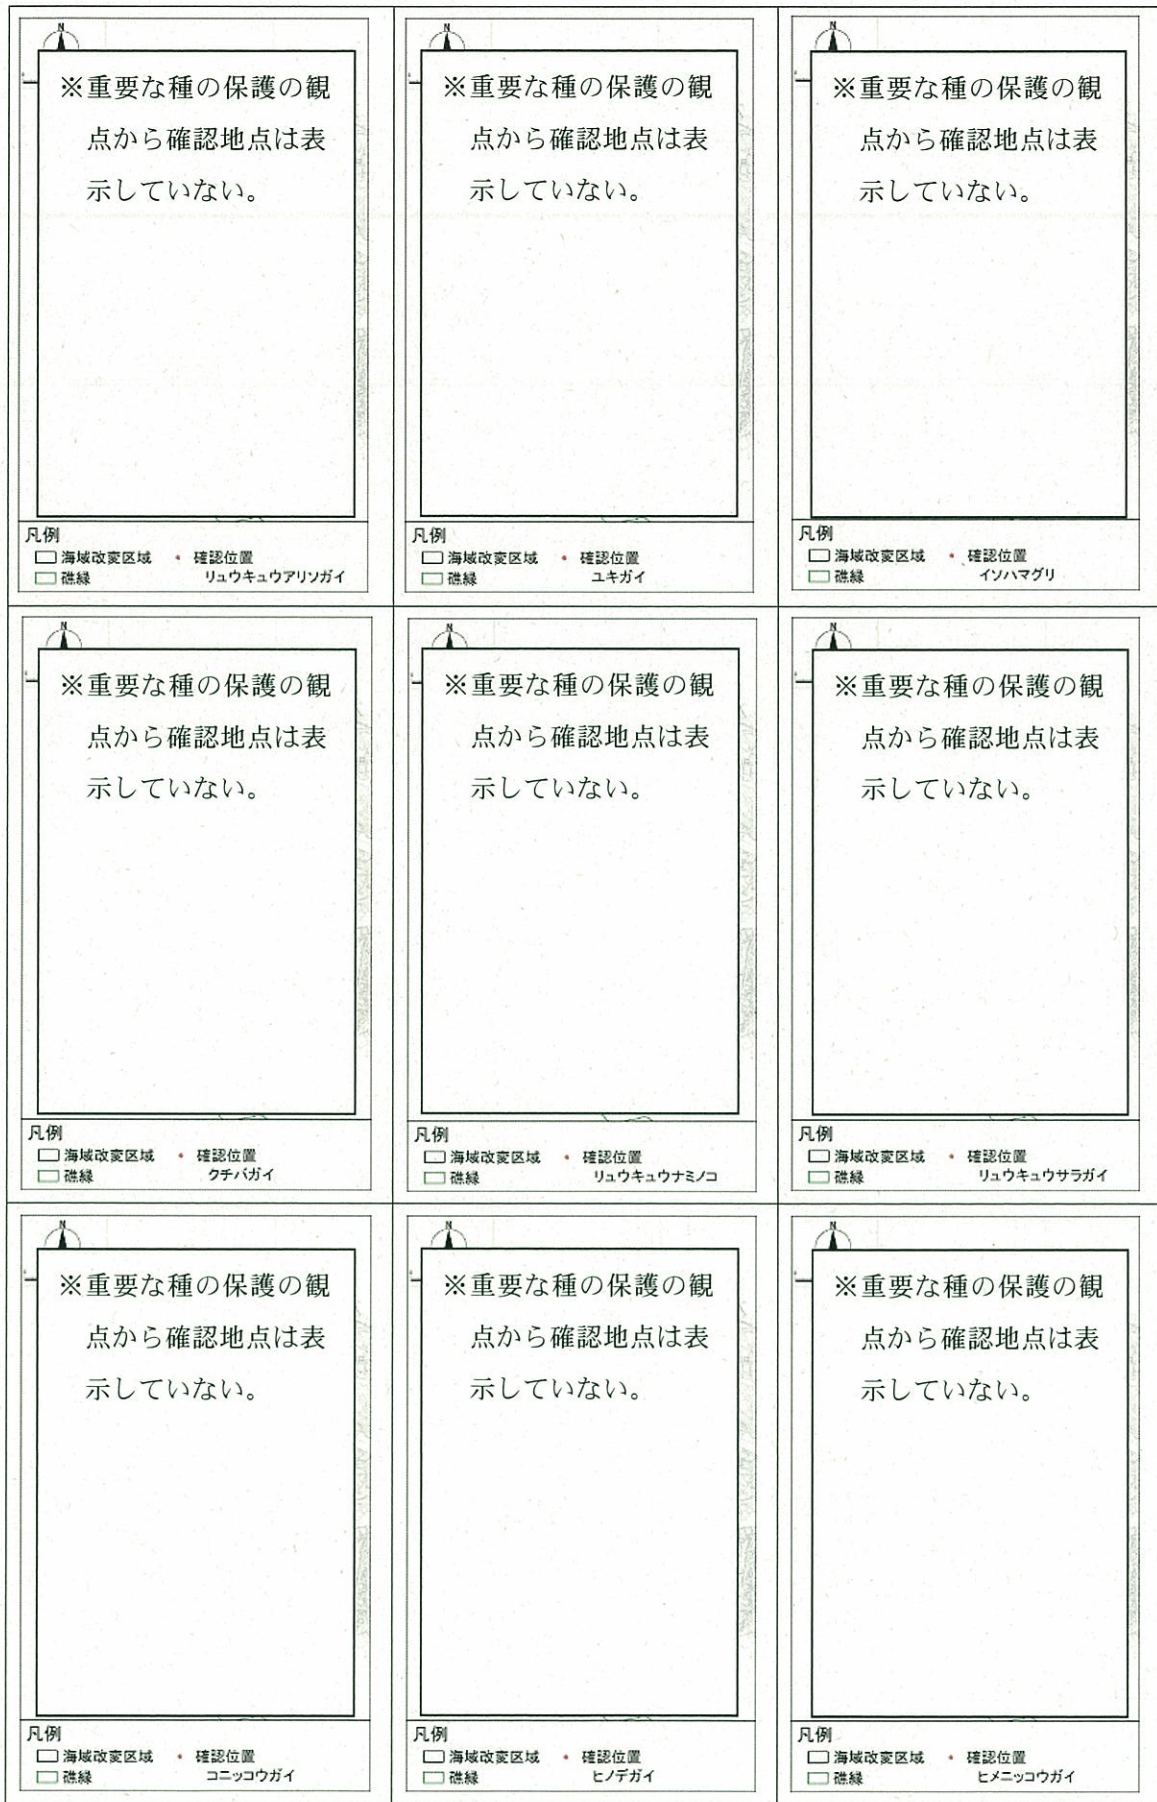 N
※重要な種の保護の観
点から確認地点は表
示していない。
凡例
海域改変区域 ・ 確認位置
礁縁 リュウキュウアリソガイ
N
※重要な種の保護の観
点から確認地点は表
示していない。
凡例
海域改変区域 ・ 確認位置
礁縁 ユキガイ
N
※重要な種の保護の観
点から確認地点は表
示していない。
凡例
海域改変区域 ・ 確認位置
礁縁 イソハマグリ
N
※重要な種の保護の観
点から確認地点は表
示していない。
凡例
海域改変区域 ・ 確認位置
礁縁 クチバガイ
N
※重要な種の保護の観
点から確認地点は表
示していない。
凡例
海域改変区域 ・ 確認位置
礁縁 リュウキュウナミノコ
N
※重要な種の保護の観
点から確認地点は表
示していない。
凡例
海域改変区域 ・ 確認位置
礁縁 リュウキュウサラガイ
N
※重要な種の保護の観
点から確認地点は表
示していない。
凡例
海域改変区域 ・ 確認位置
礁縁 コニッコウガイ
N
※重要な種の保護の観
点から確認地点は表
示していない。
凡例
海域改変区域 ・ 確認位置
礁縁 ヒノデガイ
N
※重要な種の保護の観
点から確認地点は表
示していない。
凡例
海域改変区域 ・ 確認位置
礁縁 ヒメニッコウガイ